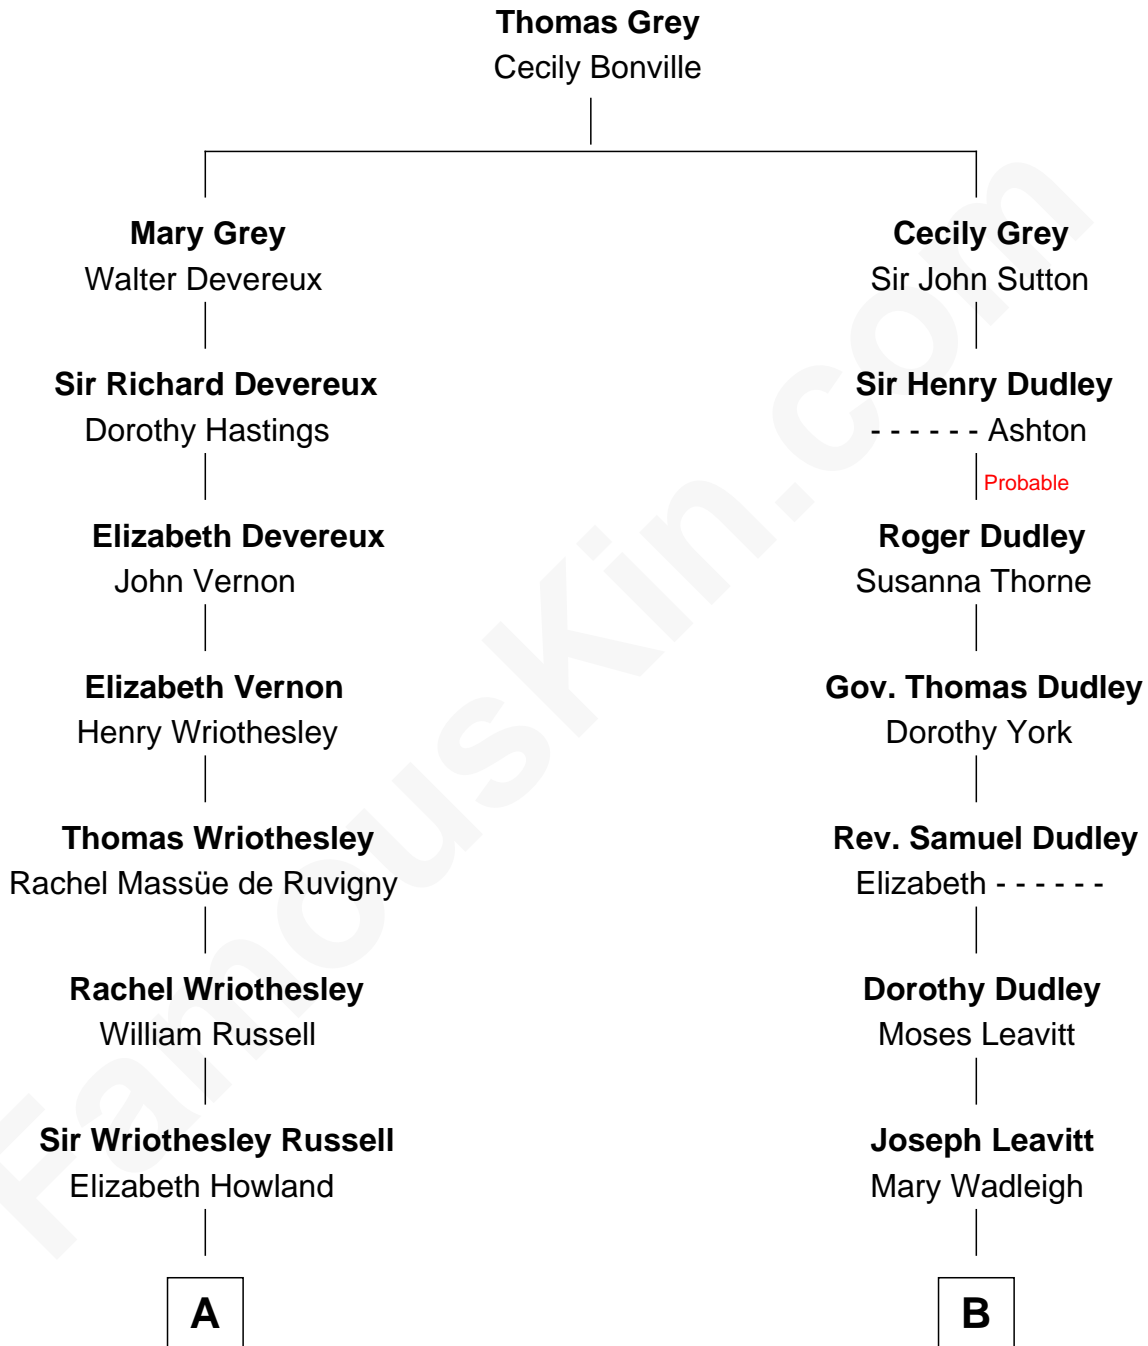 Thomas Grey
Cecily Bonville
Mary Grey
Walter Devereux
Cecily Grey
Sir John Sutton
Sir Richard Devereux
Dorothy Hastings
Sir Henry Dudley
- - - - - - Ashton
Probable
Elizabeth Devereux
John Vernon
Roger Dudley
Susanna Thorne
Elizabeth Vernon
Henry Wriothesley
Gov. Thomas Dudley
Dorothy York
Thomas Wriothesley
Rachel Massüe de Ruvigny
Rev. Samuel Dudley
Elizabeth - - - - - -
Rachel Wriothesley
William Russell
Dorothy Dudley
Moses Leavitt
Sir Wriothesley Russell
Elizabeth Howland
Joseph Leavitt
Mary Wadleigh
A
B
FamousKin.com